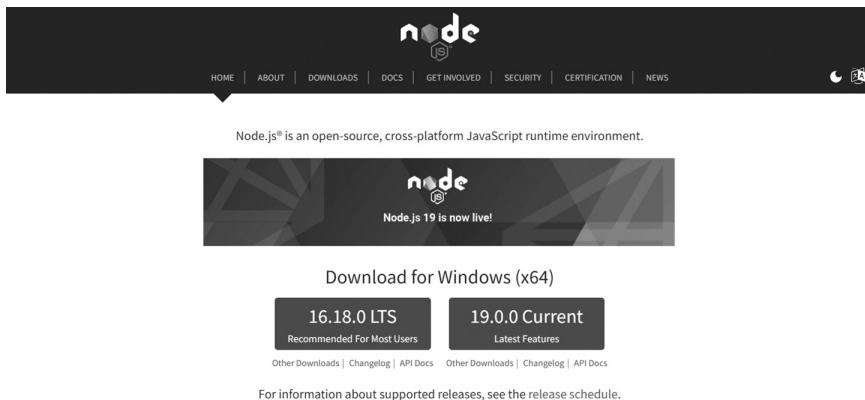 node
JS
HOME | ABOUT | DOWNLOADS | DOCS | GET INVOLVED | SECURITY | CERTIFICATION | NEWS
Node.js® is an open-source, cross-platform JavaScript runtime environment.
node
JS
Node.js 19 is now live!
Download for Windows (x64)
16.18.0 LTS
Recommended For Most Users
19.0.0 Current
Latest Features
Other Downloads | Changelog | API Docs Other Downloads | Changelog | API Docs
For information about supported releases, see the release schedule.